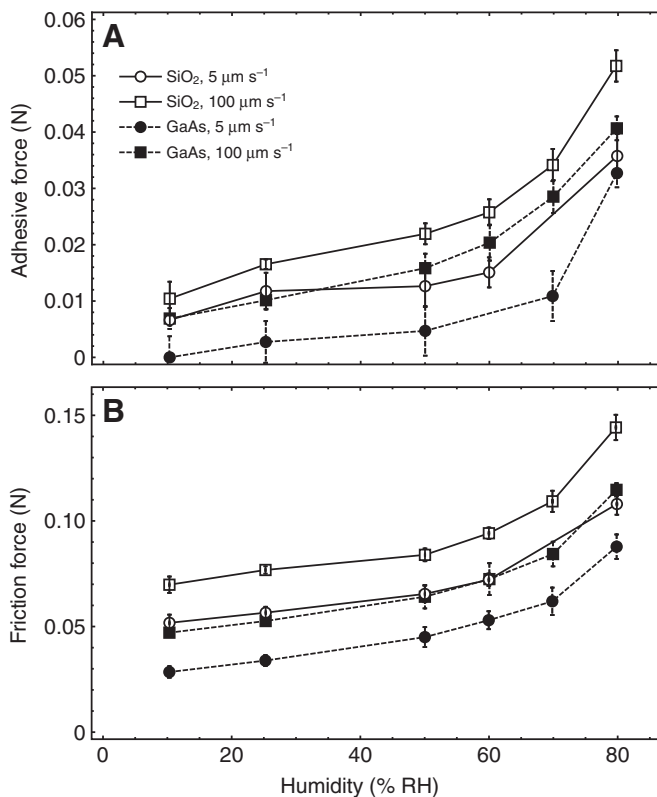 A
SiO₂, 5 μm s⁻¹
SiO₂, 100 μm s⁻¹
GaAs, 5 μm s⁻¹
GaAs, 100 μm s⁻¹
Adhesive force (N)
0.06
0.05
0.04
0.03
0.02
0.01
0
B
Friction force (N)
0.15
0.10
0.05
0
0 20 40 60 80
Humidity (% RH)